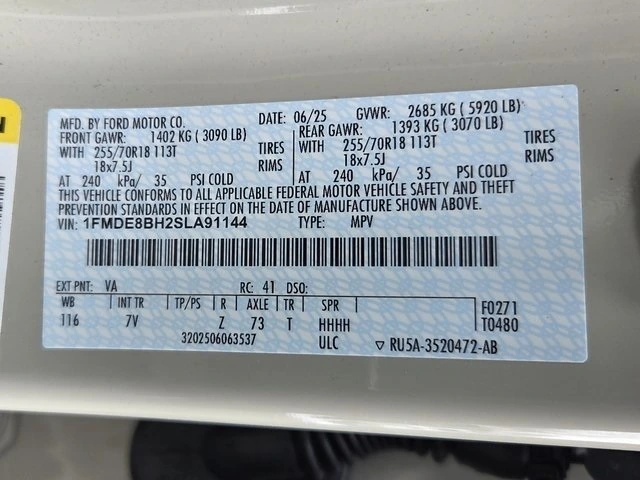 MFD. BY FORD MOTOR CO. DATE: 06/25 GVWR: 2685 KG ( 5920 LB)
FRONT GAWR: 1402 KG ( 3090 LB) REAR GAWR: 1393 KG ( 3070 LB)
WITH 255/70R18 113T TIRES WITH 255/70R18 113T TIRES
18x7.5J RIMS 18x7.5J RIMS
AT 240 kPa/ 35 PSI COLD AT 240 kPa/ 35 PSI COLD
THIS VEHICLE CONFORMS TO ALL APPLICABLE FEDERAL MOTOR VEHICLE SAFETY AND THEFT
PREVENTION STANDARDS IN EFFECT ON THE DATE OF MANUFACTURE SHOWN ABOVE.
VIN: 1FMDE8BH2SLA91144 TYPE: MPV
EXT PNT: VA RC: 41 DSO:
WB INT TR TP/PS R AXLE TR SPR F0271
116 7V Z 73 T HHHH T0480
3202506063537 ULC ▽ RU5A-3520472-AB
N